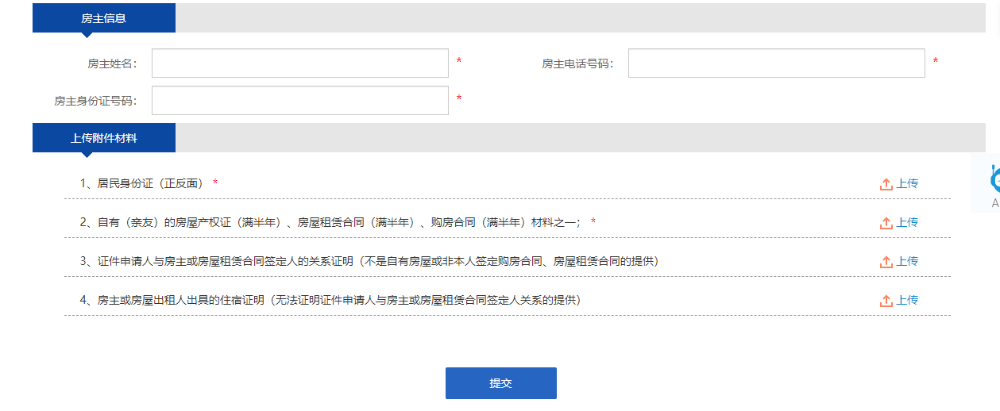 房主信息
房主姓名： * 房主电话号码： *
房主身份证号码： *
上传附件材料
1、居民身份证（正反面） * 上传
2、自有（亲友）的房屋产权证（满半年）、房屋租赁合同（满半年）、购房合同（满半年）材料之一； * 上传
3、证件申请人与房主或房屋租赁合同签定人的关系证明（不是自有房屋或非本人签定购房合同、房屋租赁合同的提供） 上传
4、房主或房屋出租人出具的住宿证明（无法证明证件申请人与房主或房屋租赁合同签定人关系的提供） 上传
提交